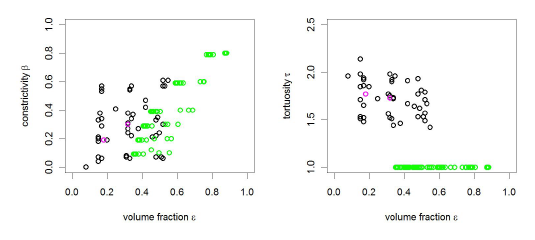 constrictivity β
1.0
0.8
0.6
0.4
0.2
0.0
0.0 0.2 0.4 0.6 0.8 1.0
volume fraction ε
tortuosity τ
2.5
2.0
1.5
1.0
0.0 0.2 0.4 0.6 0.8 1.0
volume fraction ε